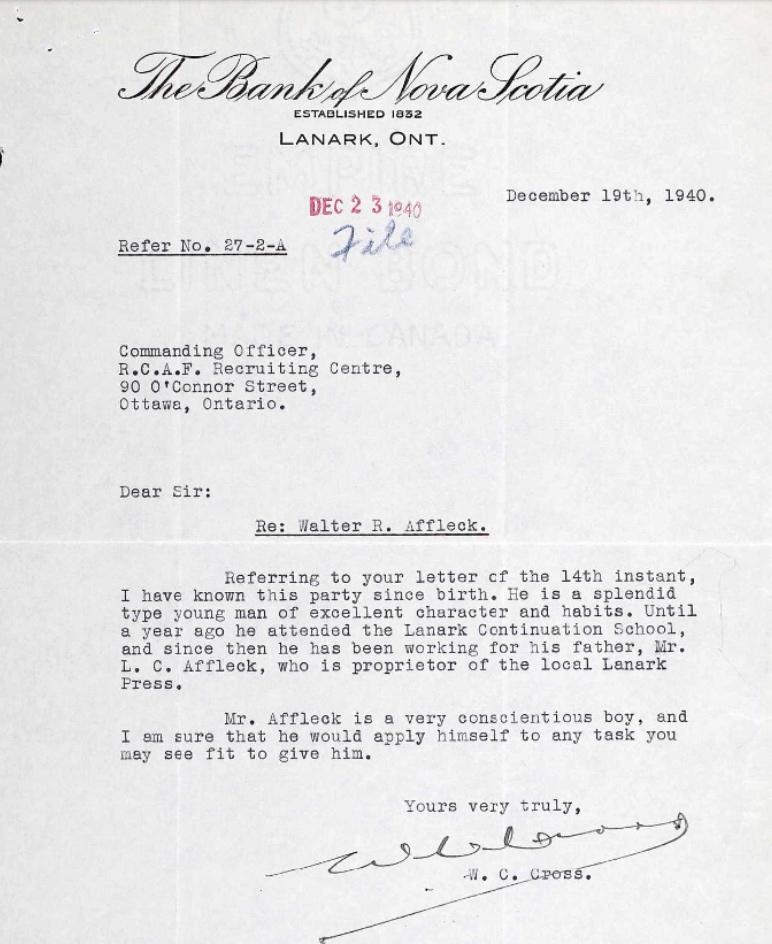 The Bank of Nova Scotia
ESTABLISHED 1832
LANARK, ONT.
December 19th, 1940.
DEC 23 1940
File
Refer No. 27-2-A
Commanding Officer,
R.C.A.F. Recruiting Centre,
90 O'Connor Street,
Ottawa, Ontario.
Dear Sir:
Re: Walter R. Affleck.
Referring to your letter of the 14th instant,
I have known this party since birth. He is a splendid
type young man of excellent character and habits. Until
a year ago he attended the Lanark Continuation School,
and since then he has been working for his father, Mr.
L. C. Affleck, who is proprietor of the local Lanark
Press.
Mr. Affleck is a very conscientious boy, and
I am sure that he would apply himself to any task you
may see fit to give him.
Yours very truly,
W. C. Cross.